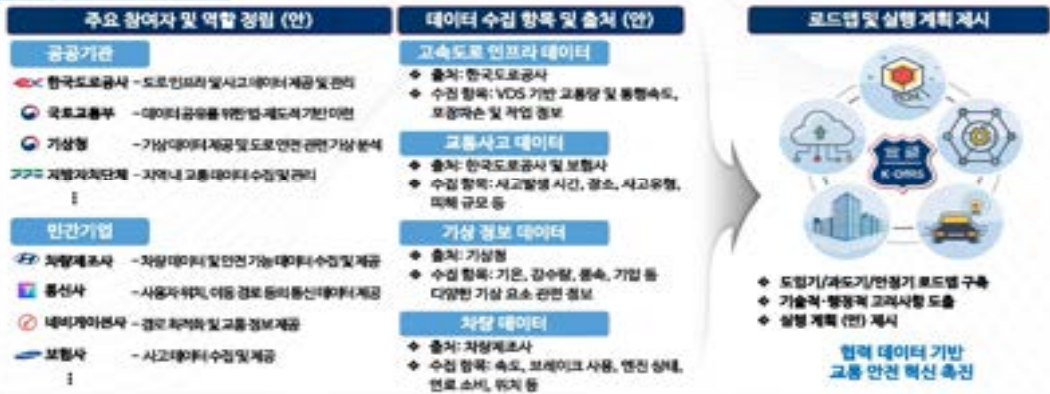 주요 참여자 및 역할 정립 (안)
공공기관
한국도로공사 - 도로 인프라 및 사고 데이터 제공 및 관리
국토교통부 - 데이터 공유를 위한 법·제도적 기반 마련
기상청 - 기상 데이터 제공 및 도로 안전 관련 기상 분석
지방자치단체 - 지역 내 교통 데이터 수집 및 관리
⋮
민간기업
차량제조사 - 차량 데이터 및 안전 기능 데이터 수집 및 제공
통신사 - 사용자 위치, 이동 경로 등의 통신 데이터 제공
네비게이션사 - 경로 최적화 및 교통 정보 제공
보험사 - 사고 데이터 수집 및 제공
⋮
데이터 수집 항목 및 출처 (안)
고속도로 인프라 데이터
❖ 출처: 한국도로공사
❖ 수집 항목: VDS 기반 교통량 및 통행속도,
포장파손 및 작업 정보
교통사고 데이터
❖ 출처: 한국도로공사 및 보험사
❖ 수집 항목: 사고발생 시간, 장소, 사고유형,
피해 규모 등
기상 정보 데이터
❖ 출처: 기상청
❖ 수집 항목: 기온, 강수량, 풍속, 기압 등
다양한 기상 요소 관련 정보
차량 데이터
❖ 출처: 차량제조사
❖ 수집 항목: 속도, 브레이크 사용, 엔진 상태,
연료 소비, 위치 등
로드맵 및 실행 계획 제시
❖ 도입기/과도기/안정기 로드맵 구축
❖ 기술적·행정적 고려사항 도출
❖ 실행 계획 (안) 제시
협력 데이터 기반
교통 안전 혁신 촉진